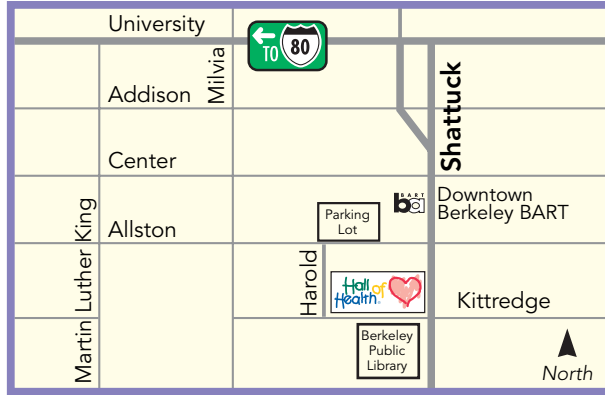 University
TO
80
Milvia
Addison
Shattuck
Center
BART
ba
Downtown
Berkeley BART
Parking
Lot
Allston
Martin Luther King
Harold
Hall of
Health
Kittredge
Berkeley
Public
Library
North